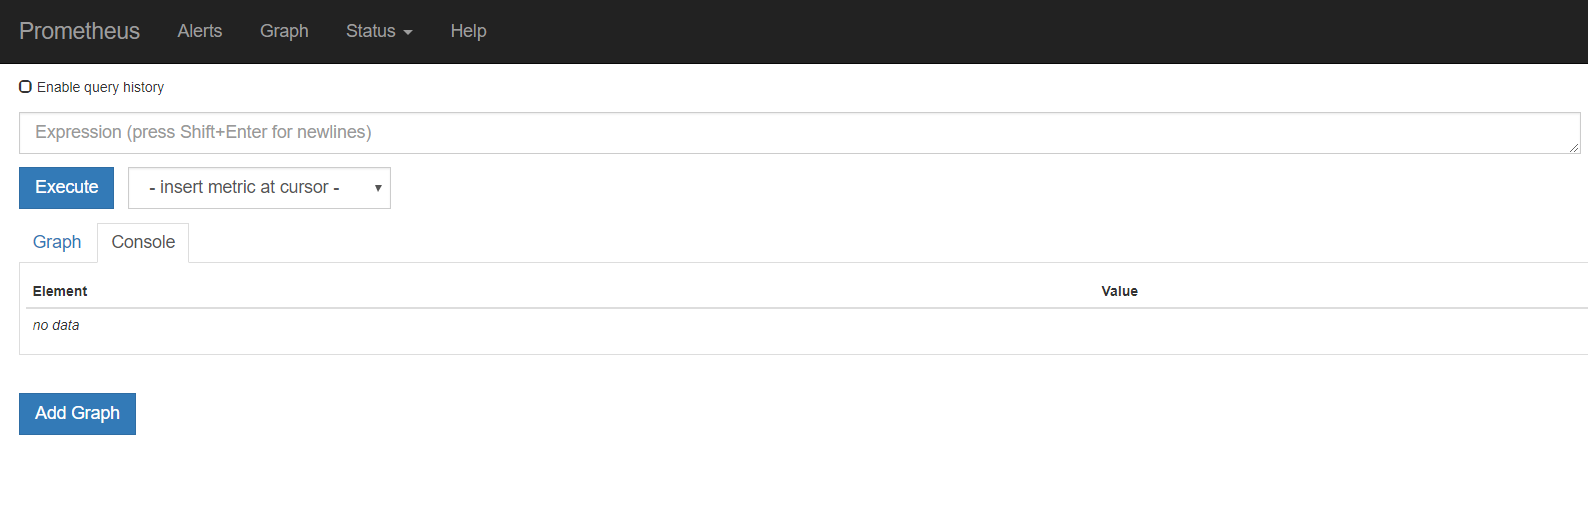 Prometheus Alerts Graph Status Help
Enable query history
Expression (press Shift+Enter for newlines)
Execute - insert metric at cursor -
Graph Console
Element Value
no data
Add Graph